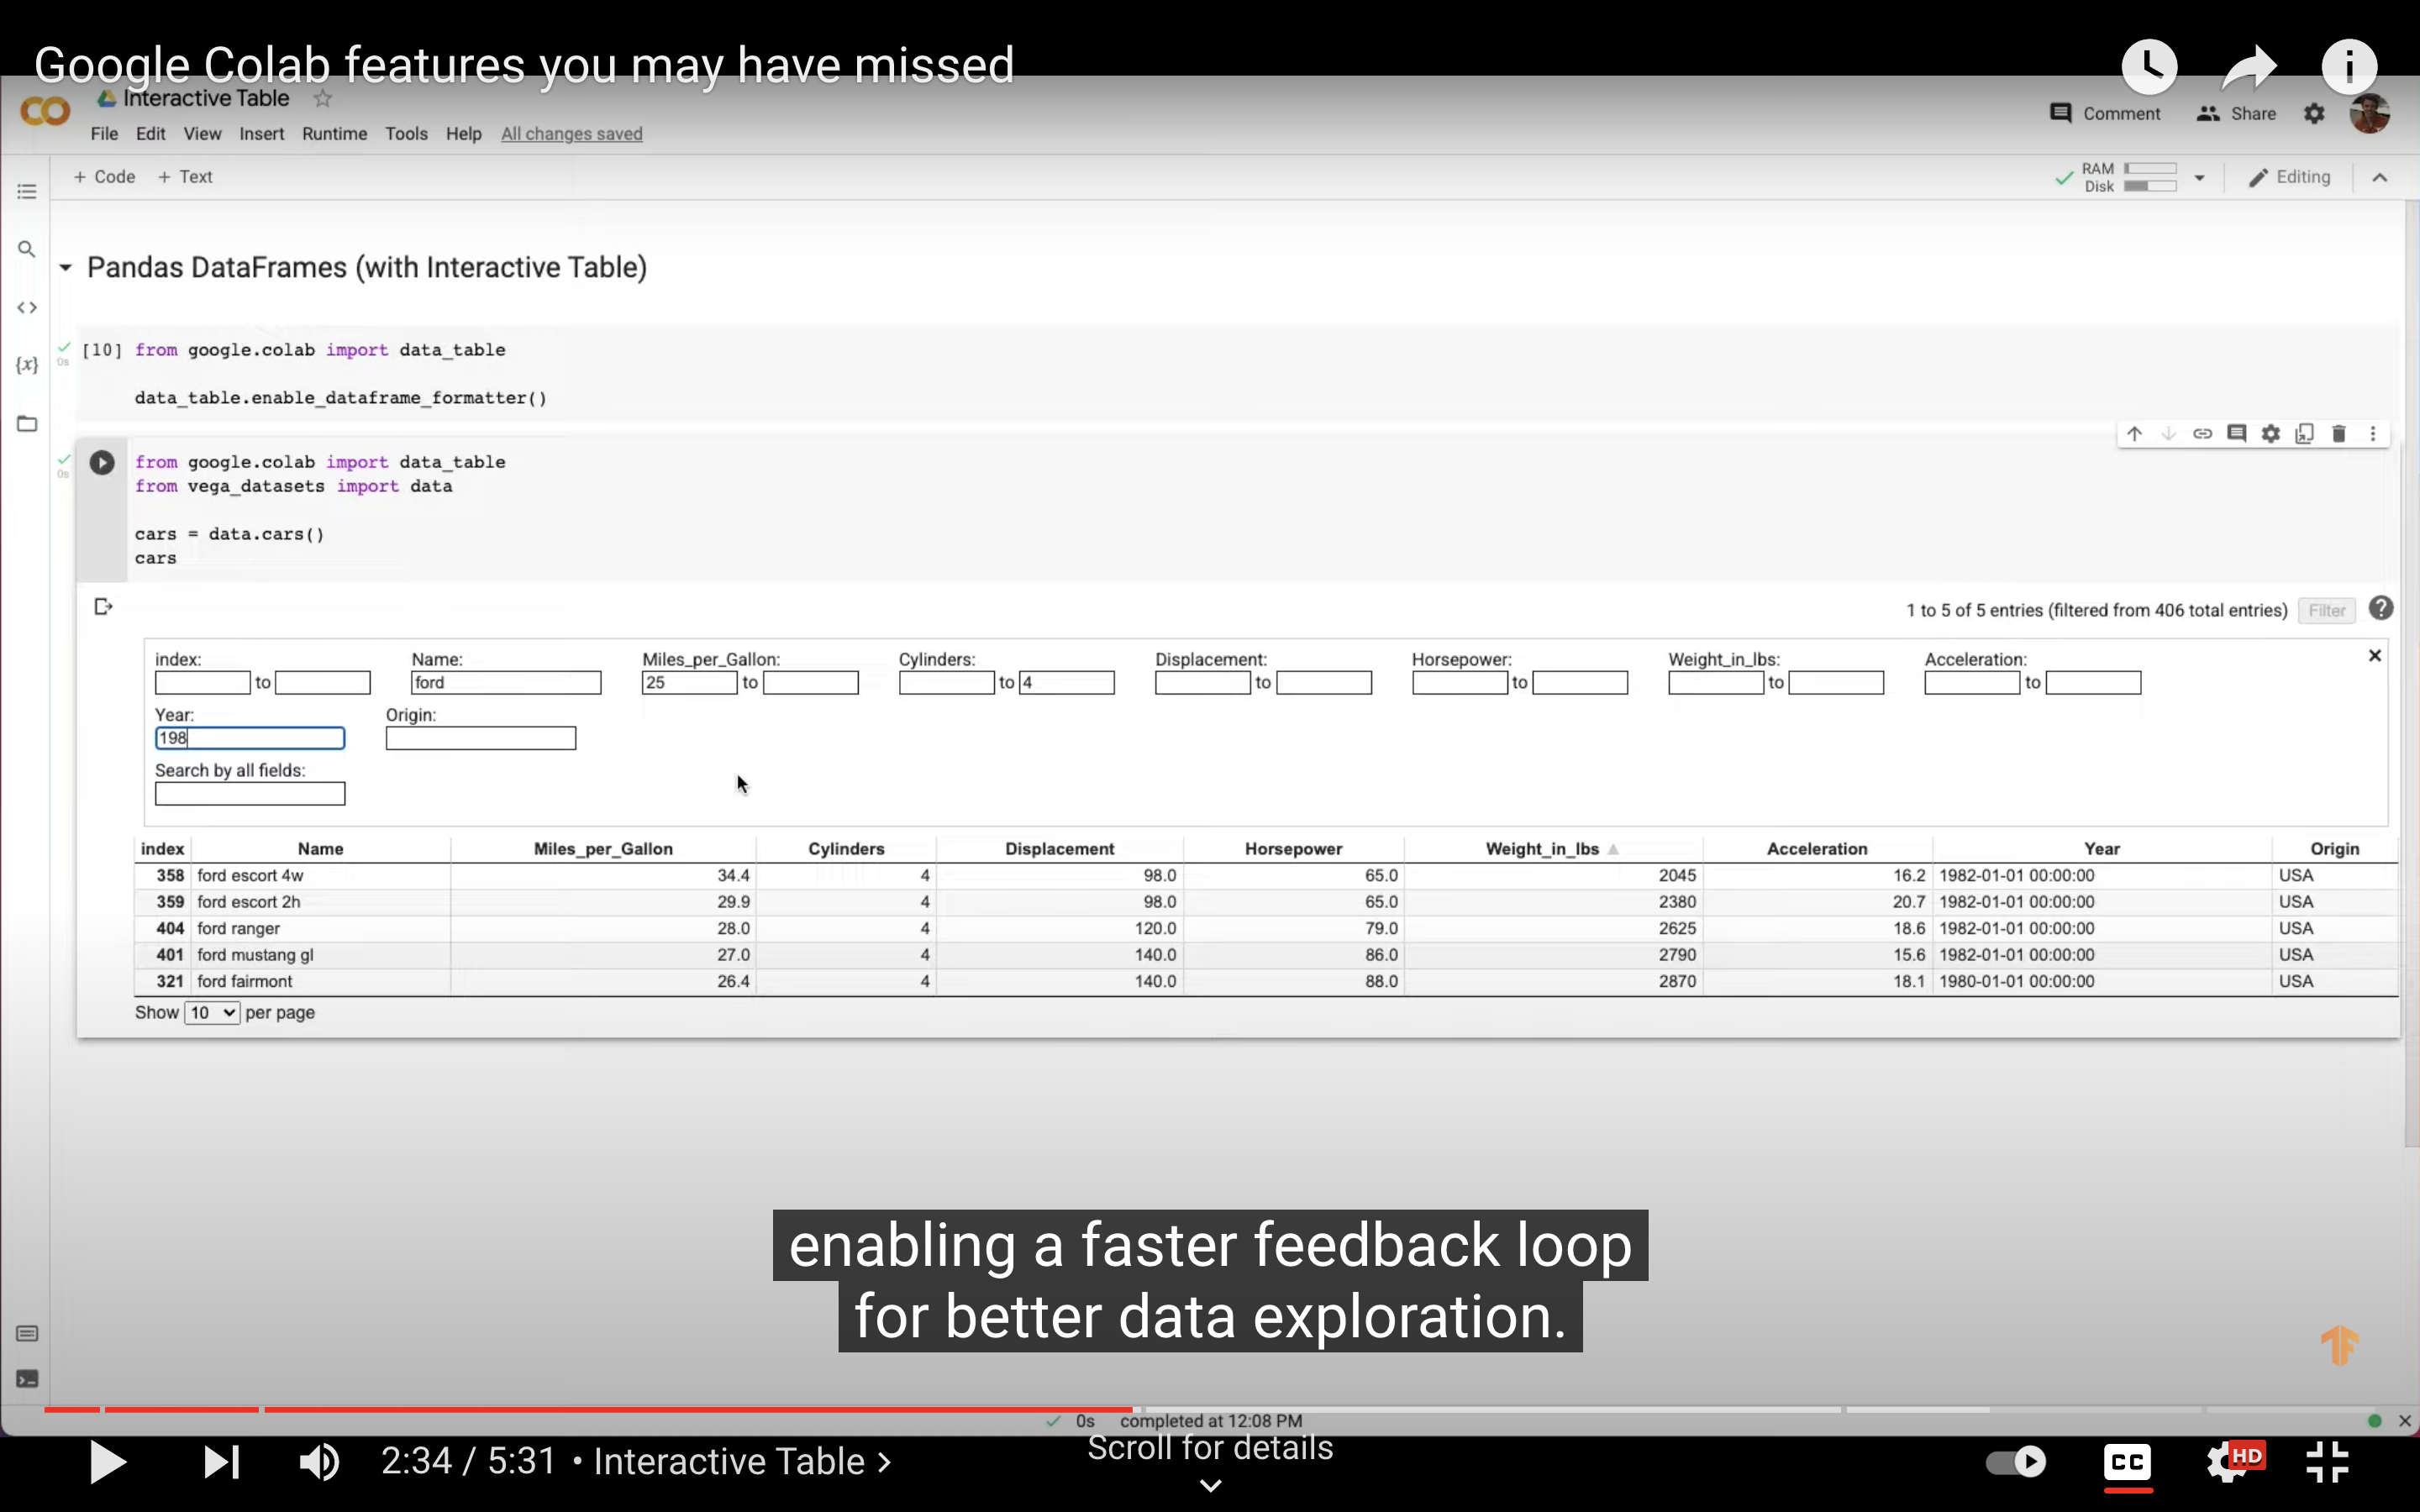 Google Colab features you may have missed
Interactive Table
File Edit View Insert Runtime Tools Help All changes saved
Comment Share
+ Code + Text
RAM
Disk
Editing
Pandas DataFrames (with Interactive Table)
[10] from google.colab import data_table
0s
data_table.enable_dataframe_formatter()
from google.colab import data_table
0s
from vega_datasets import data
cars = data.cars()
cars
1 to 5 of 5 entries (filtered from 406 total entries) Filter
index: Name: Miles_per_Gallon: Cylinders: Displacement: Horsepower: Weight_in_lbs: Acceleration:
to ford 25 to to 4 to to to to
Year: Origin:
198
Search by all fields:
index Name Miles_per_Gallon Cylinders Displacement Horsepower Weight_in_lbs Acceleration Year Origin
358 ford escort 4w 34.4 4 98.0 65.0 2045 16.2 1982-01-01 00:00:00 USA
359 ford escort 2h 29.9 4 98.0 65.0 2380 20.7 1982-01-01 00:00:00 USA
404 ford ranger 28.0 4 120.0 79.0 2625 18.6 1982-01-01 00:00:00 USA
401 ford mustang gl 27.0 4 140.0 86.0 2790 15.6 1982-01-01 00:00:00 USA
321 ford fairmont 26.4 4 140.0 88.0 2870 18.1 1980-01-01 00:00:00 USA
Show 10 per page
enabling a faster feedback loop
for better data exploration.
0s completed at 12:08 PM
2:34 / 5:31 • Interactive Table
Scroll for details
CC
HD